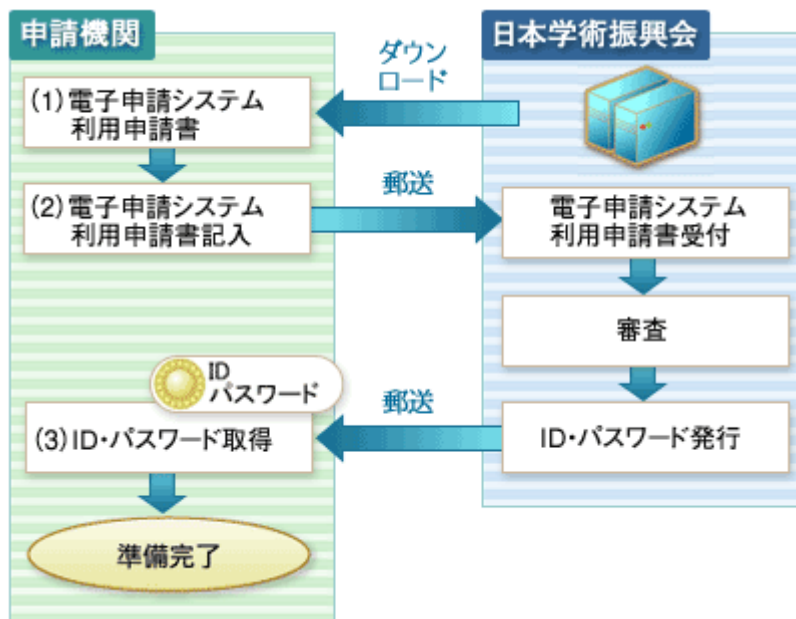 申請機関
日本学術振興会
ダウン
ロード
(1)電子申請システム
利用申請書
郵送
(2)電子申請システム
利用申請書記入
電子申請システム
利用申請書受付
審査
ID
パスワード
郵送
(3)ID・パスワード取得
ID・パスワード発行
準備完了